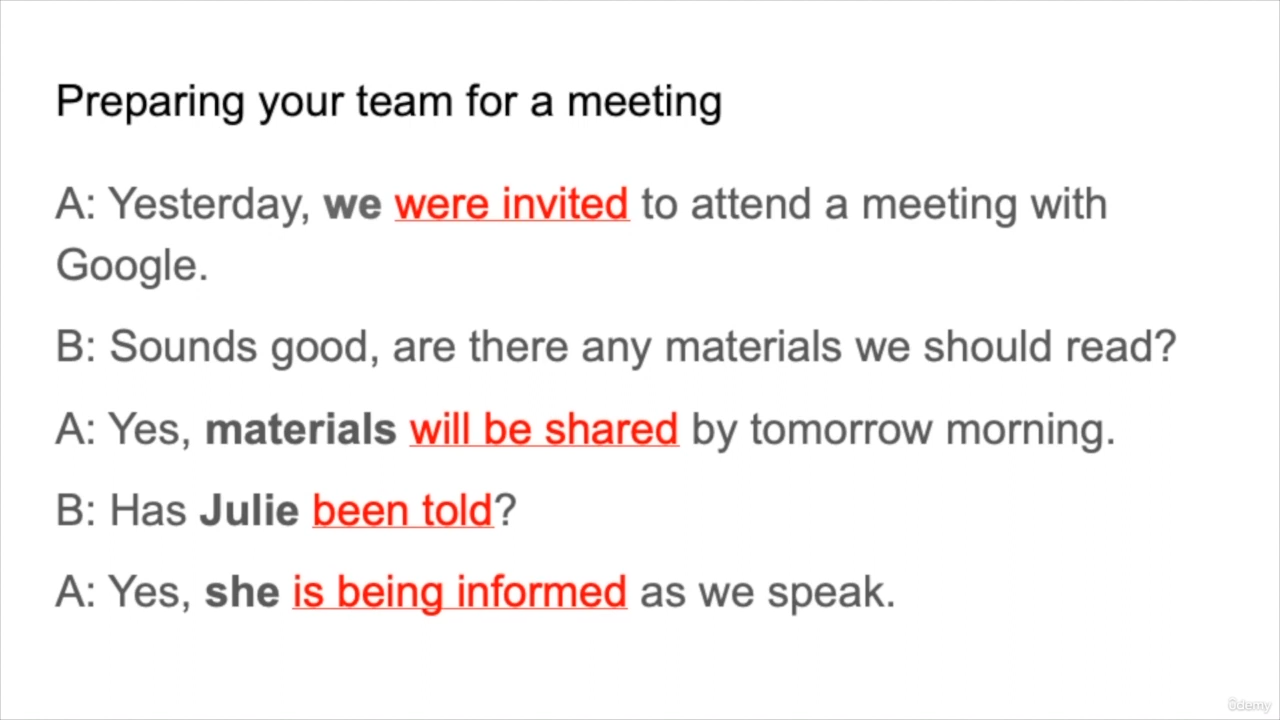 Preparing your team for a meeting
A: Yesterday, we were invited to attend a meeting with
Google.
B: Sounds good, are there any materials we should read?
A: Yes, materials will be shared by tomorrow morning.
B: Has Julie been told?
A: Yes, she is being informed as we speak.
ûdemy